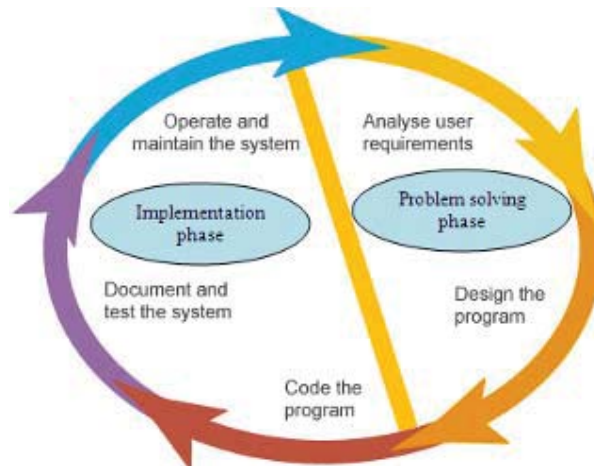 Operate and
maintain the system
Analyse user
requirements
Implementation
phase
Problem solving
phase
Document and
test the system
Design the
program
Code the
program